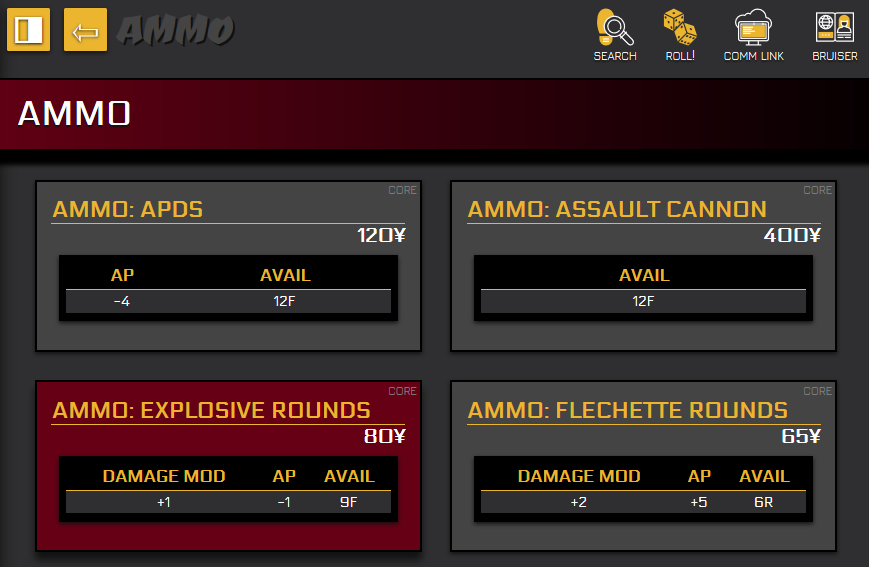 AMMO
SEARCH
ROLL!
COMM LINK
BRUISER
AMMO
CORE
AMMO: APDS
120¥
AP AVAIL
-4 12F
CORE
AMMO: ASSAULT CANNON
400¥
AVAIL
12F
CORE
AMMO: EXPLOSIVE ROUNDS
80¥
DAMAGE MOD AP AVAIL
+1 -1 9F
CORE
AMMO: FLECHETTE ROUNDS
65¥
DAMAGE MOD AP AVAIL
+2 +5 6R